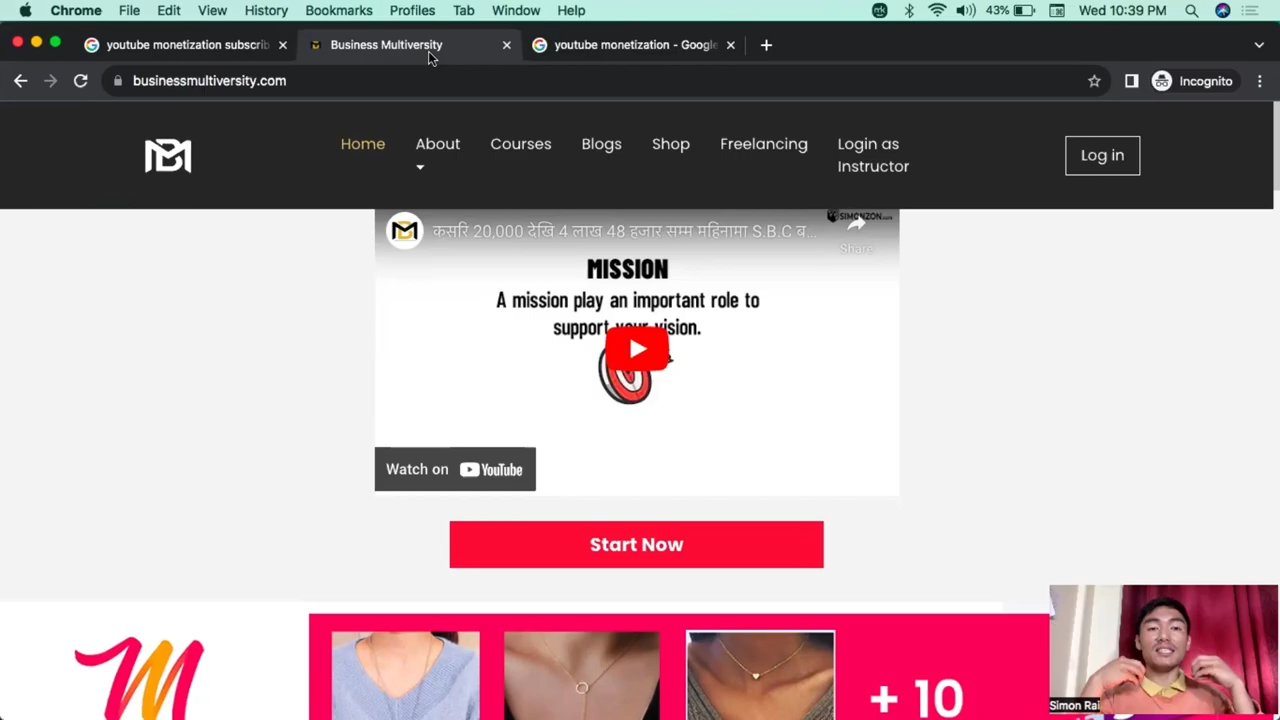 Chrome File Edit View History Bookmarks Profiles Tab Window Help 43% Wed 10:39 PM
youtube monetization subscrib
Business Multiversity
youtube monetization - Google
businessmultiversity.com
Incognito
Home About Courses Blogs Shop Freelancing Login as Instructor
Log in
कसरि 20,000 देखि 4 लाख 48 हजार सम्म महिनामा S.B.C ब...
SIMONZON.com
Share
MISSION
A mission play an important role to
support your vision.
Watch on YouTube
Start Now
+ 10
Simon Rai